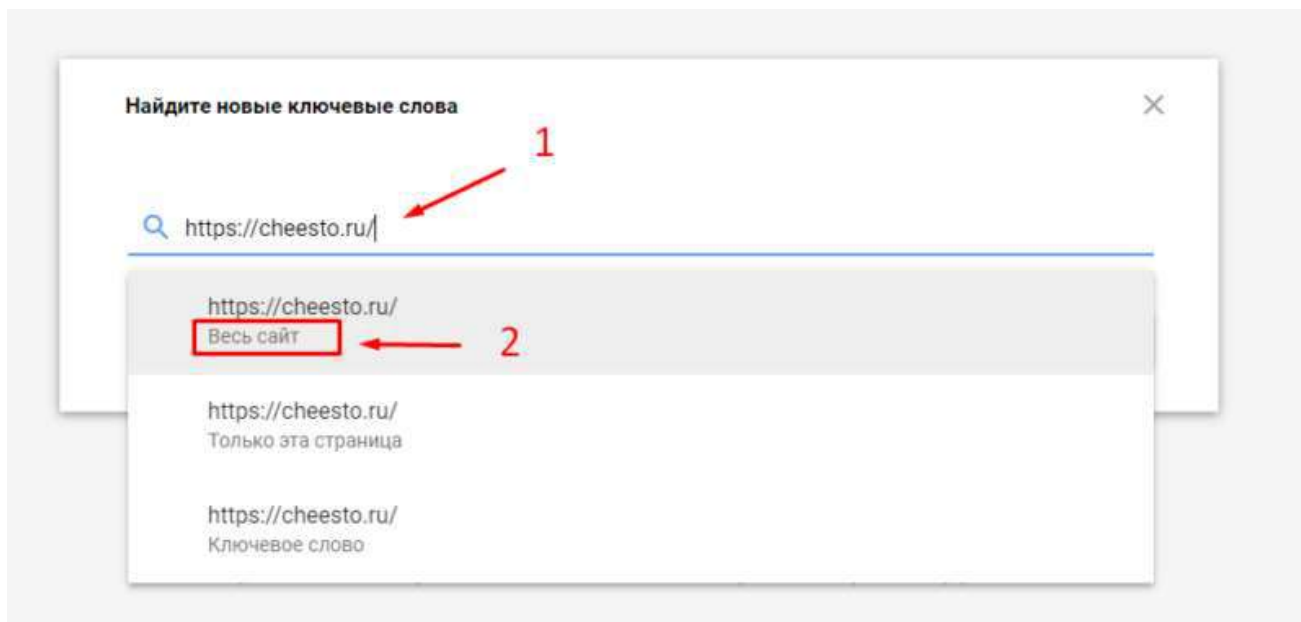 Найдите новые ключевые слова
1
https://cheesto.ru/
https://cheesto.ru/
Весь сайт
2
https://cheesto.ru/
Только эта страница
https://cheesto.ru/
Ключевое слово